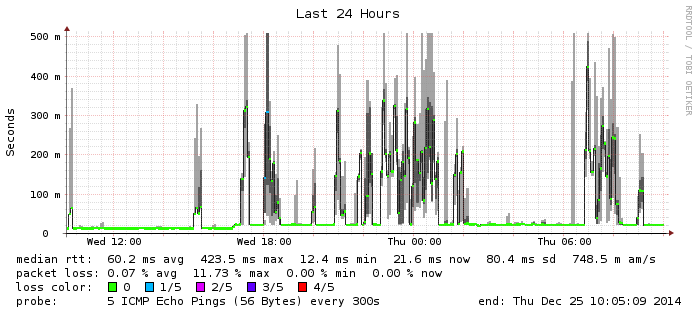 Last 24 Hours
RRDTOOL / TOBI OETIKER
Seconds
500 m
400 m
300 m
200 m
100 m
0
Wed 12:00 Wed 18:00 Thu 00:00 Thu 06:00
median rtt: 60.2 ms avg 423.5 ms max 12.4 ms min 21.6 ms now 80.4 ms sd 748.5 m am/s
packet loss: 0.07 % avg 11.73 % max 0.00 % min 0.00 % now
loss color: 0 1/5 2/5 3/5 4/5
probe: 5 ICMP Echo Pings (56 Bytes) every 300s end: Thu Dec 25 10:05:09 2014